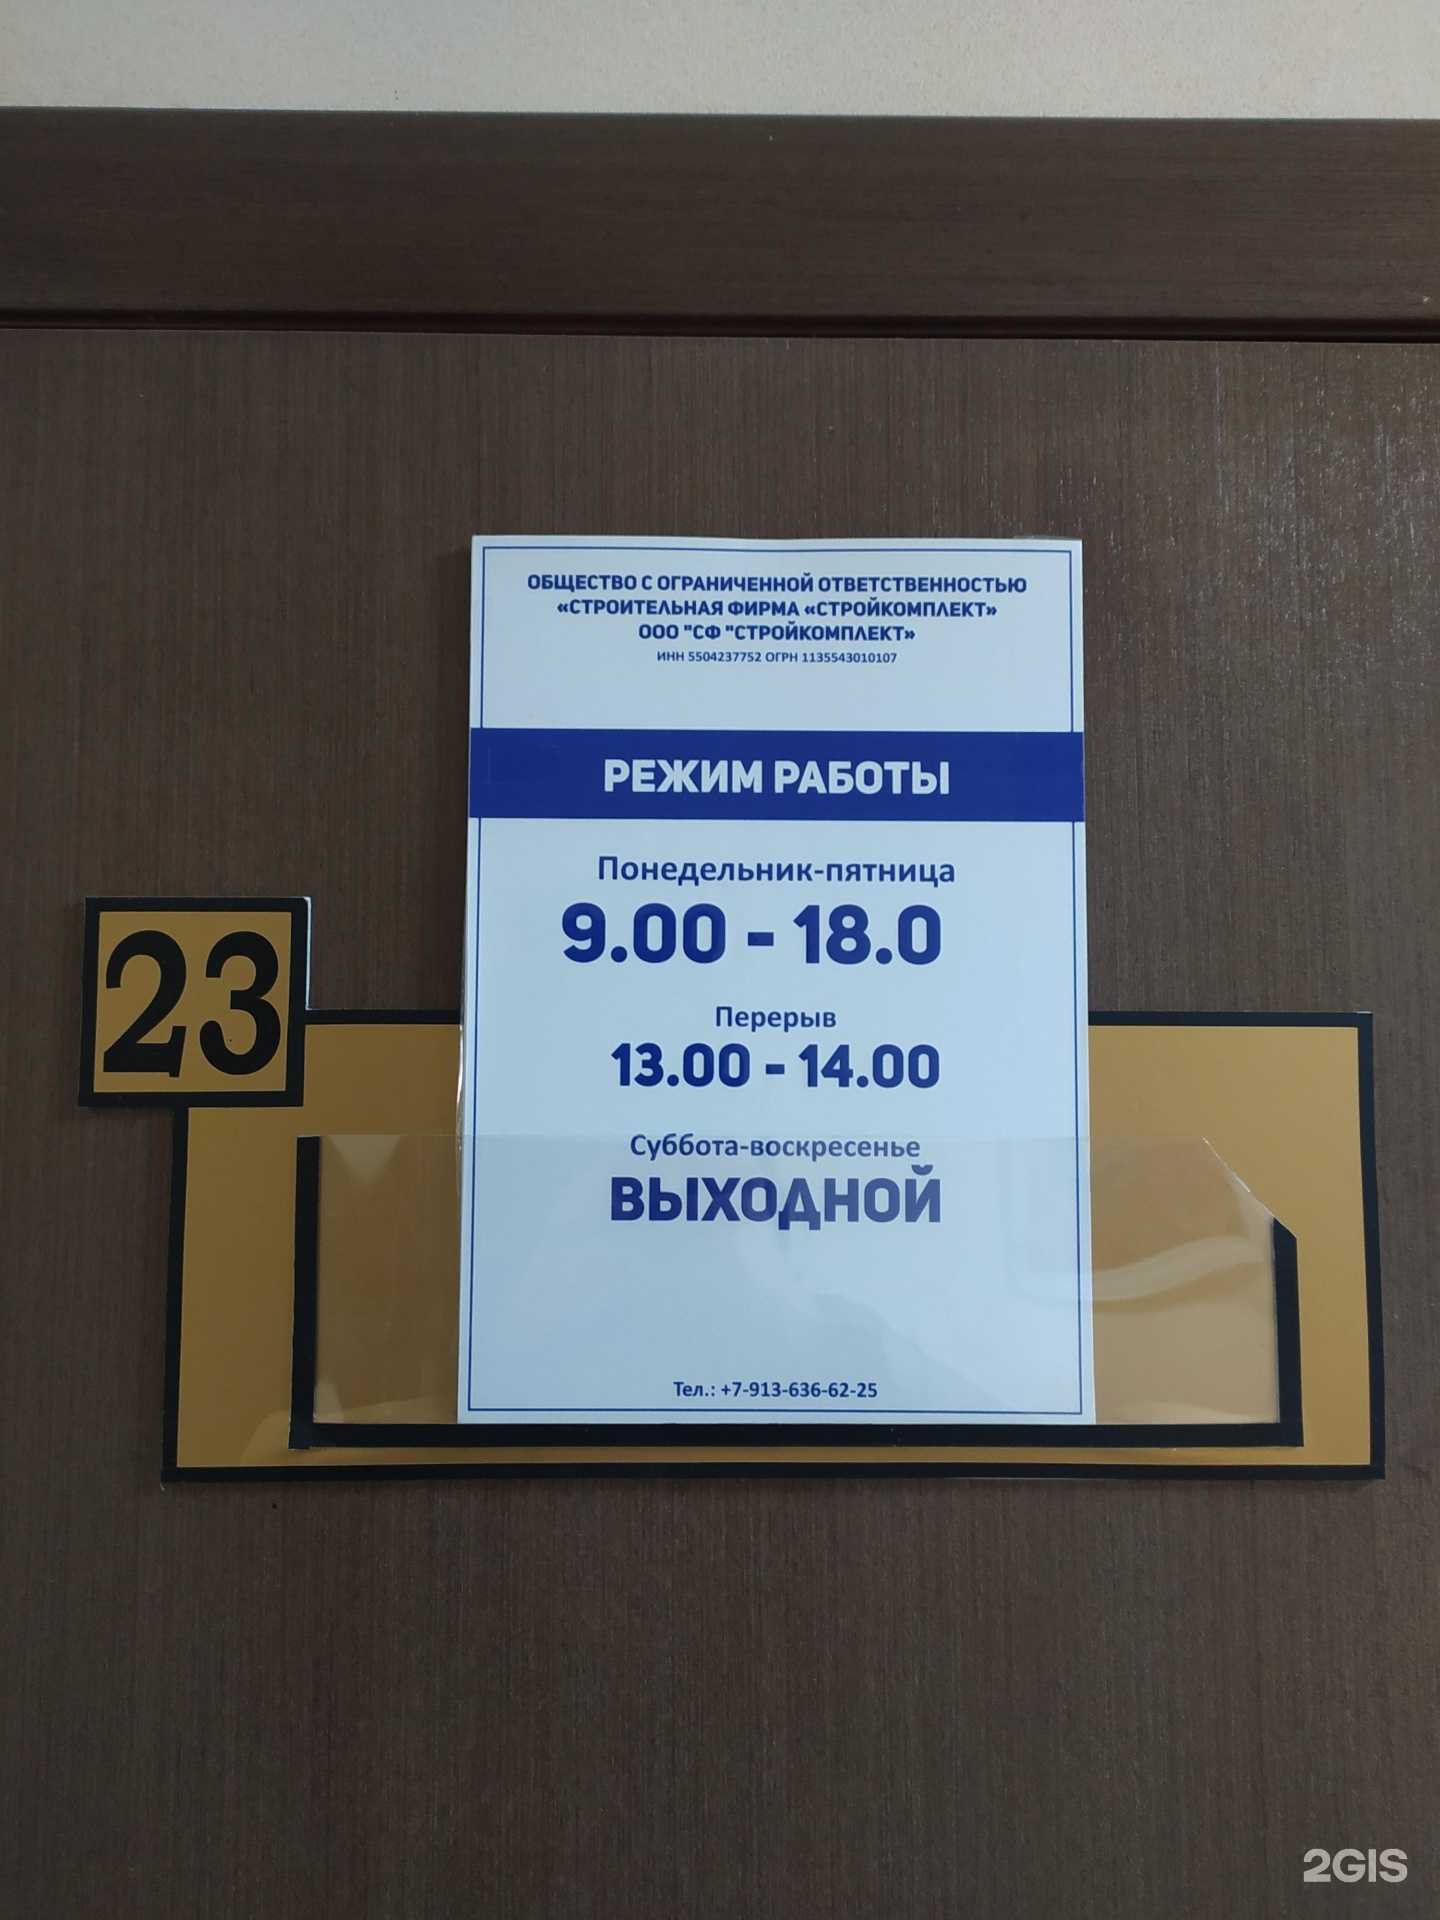 ОБЩЕСТВО С ОГРАНИЧЕННОЙ ОТВЕТСТВЕННОСТЬЮ
«СТРОИТЕЛЬНАЯ ФИРМА «СТРОЙКОМПЛЕКТ»
ООО "СФ "СТРОЙКОМПЛЕКТ»
ИНН 5504237752 ОГРН 1135543010107
РЕЖИМ РАБОТЫ
Понедельник-пятница
9.00 - 18.0
Перерыв
13.00 - 14.00
Суббота-воскресенье
ВЫХОДНОЙ
Тел.: +7-913-636-62-25
23
2GIS